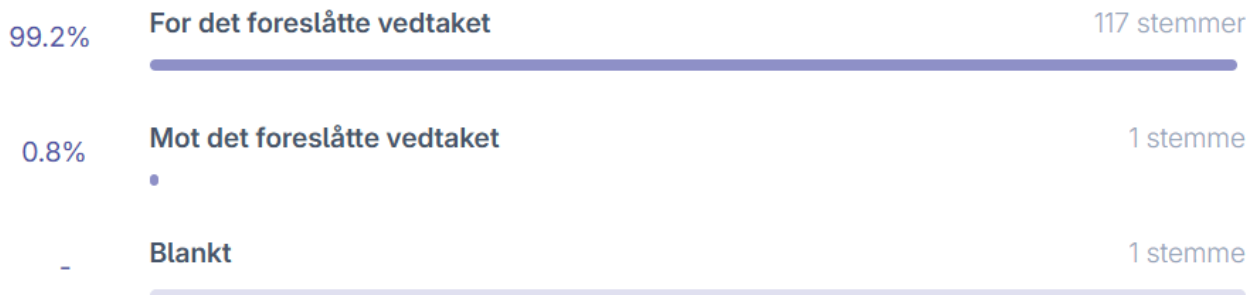 99.2% For det foreslåtte vedtaket 117 stemmer
0.8% Mot det foreslåtte vedtaket 1 stemme
- Blankt 1 stemme